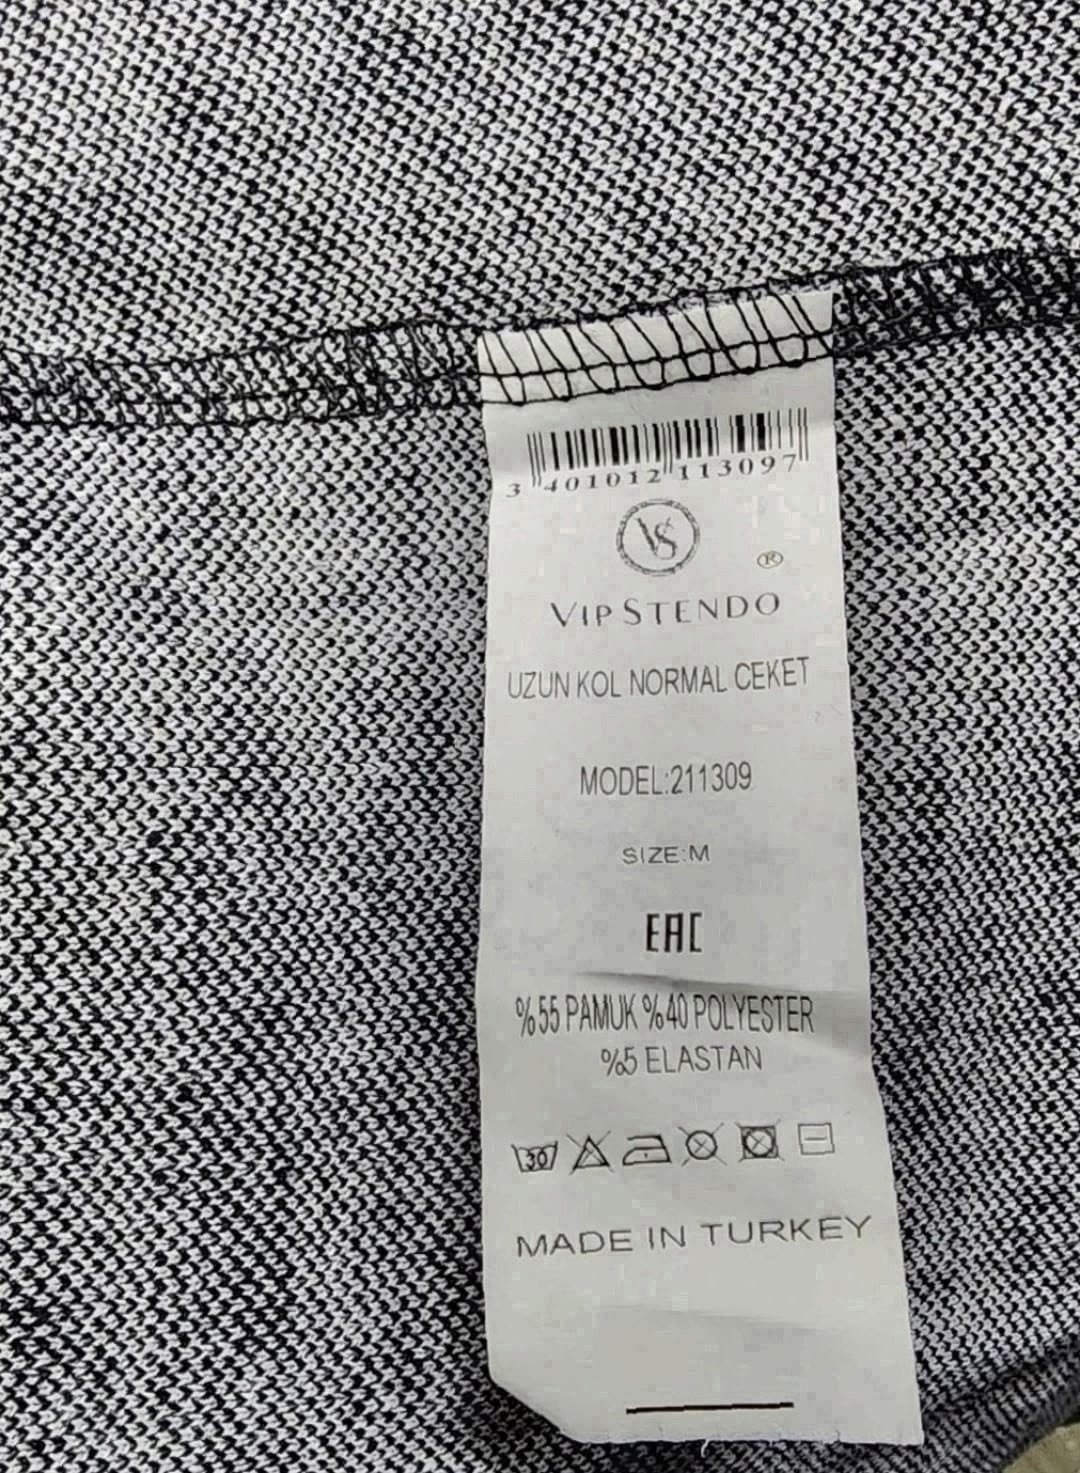 3 401012 113097
VS
®
VIP STENDO
UZUN KOL NORMAL CEKET
MODEL:211309
SIZE:M
EAC
%55 PAMUK %40 POLYESTER
%5 ELASTAN
30
MADE IN TURKEY